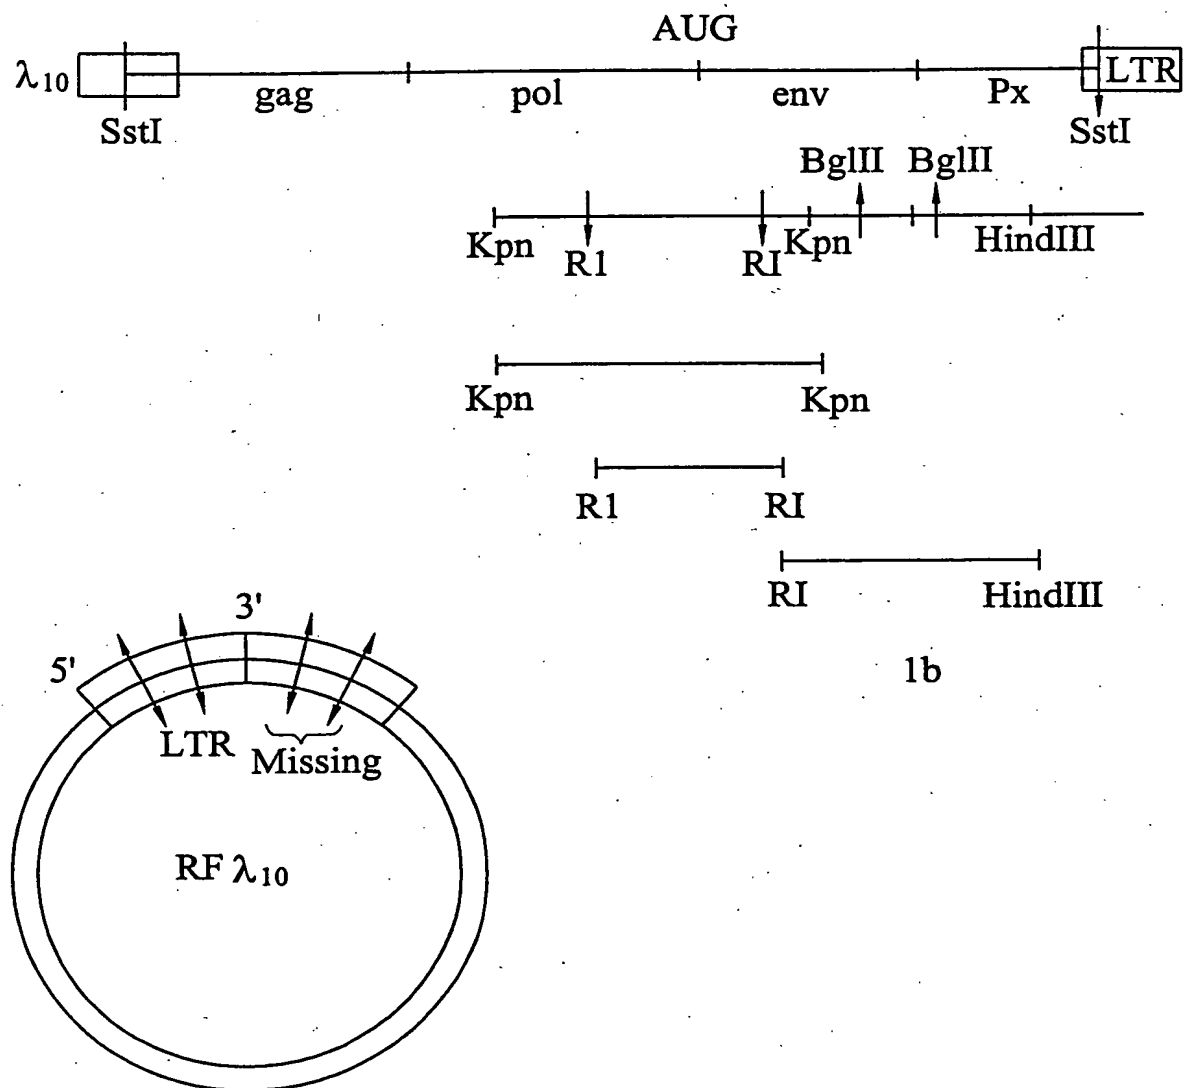 AUG
λ10 LTR
gag pol env Px
SstI SstI
BglII BglII
Kpn R1 RI Kpn HindIII
Kpn Kpn
R1 RI
RI HindIII
3'
5' 1b
LTR Missing
RF λ10